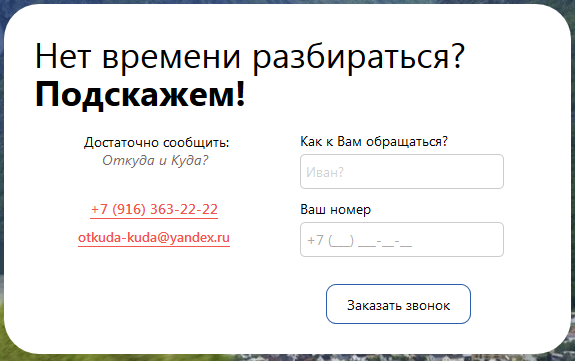 Нет времени разбираться?
Подскажем!
Достаточно сообщить:
Откуда и Куда?
+7 (916) 363-22-22
otkuda-kuda@yandex.ru
Как к Вам обращаться?
Иван?
Ваш номер
+7 (___) ___-__-__
Заказать звонок